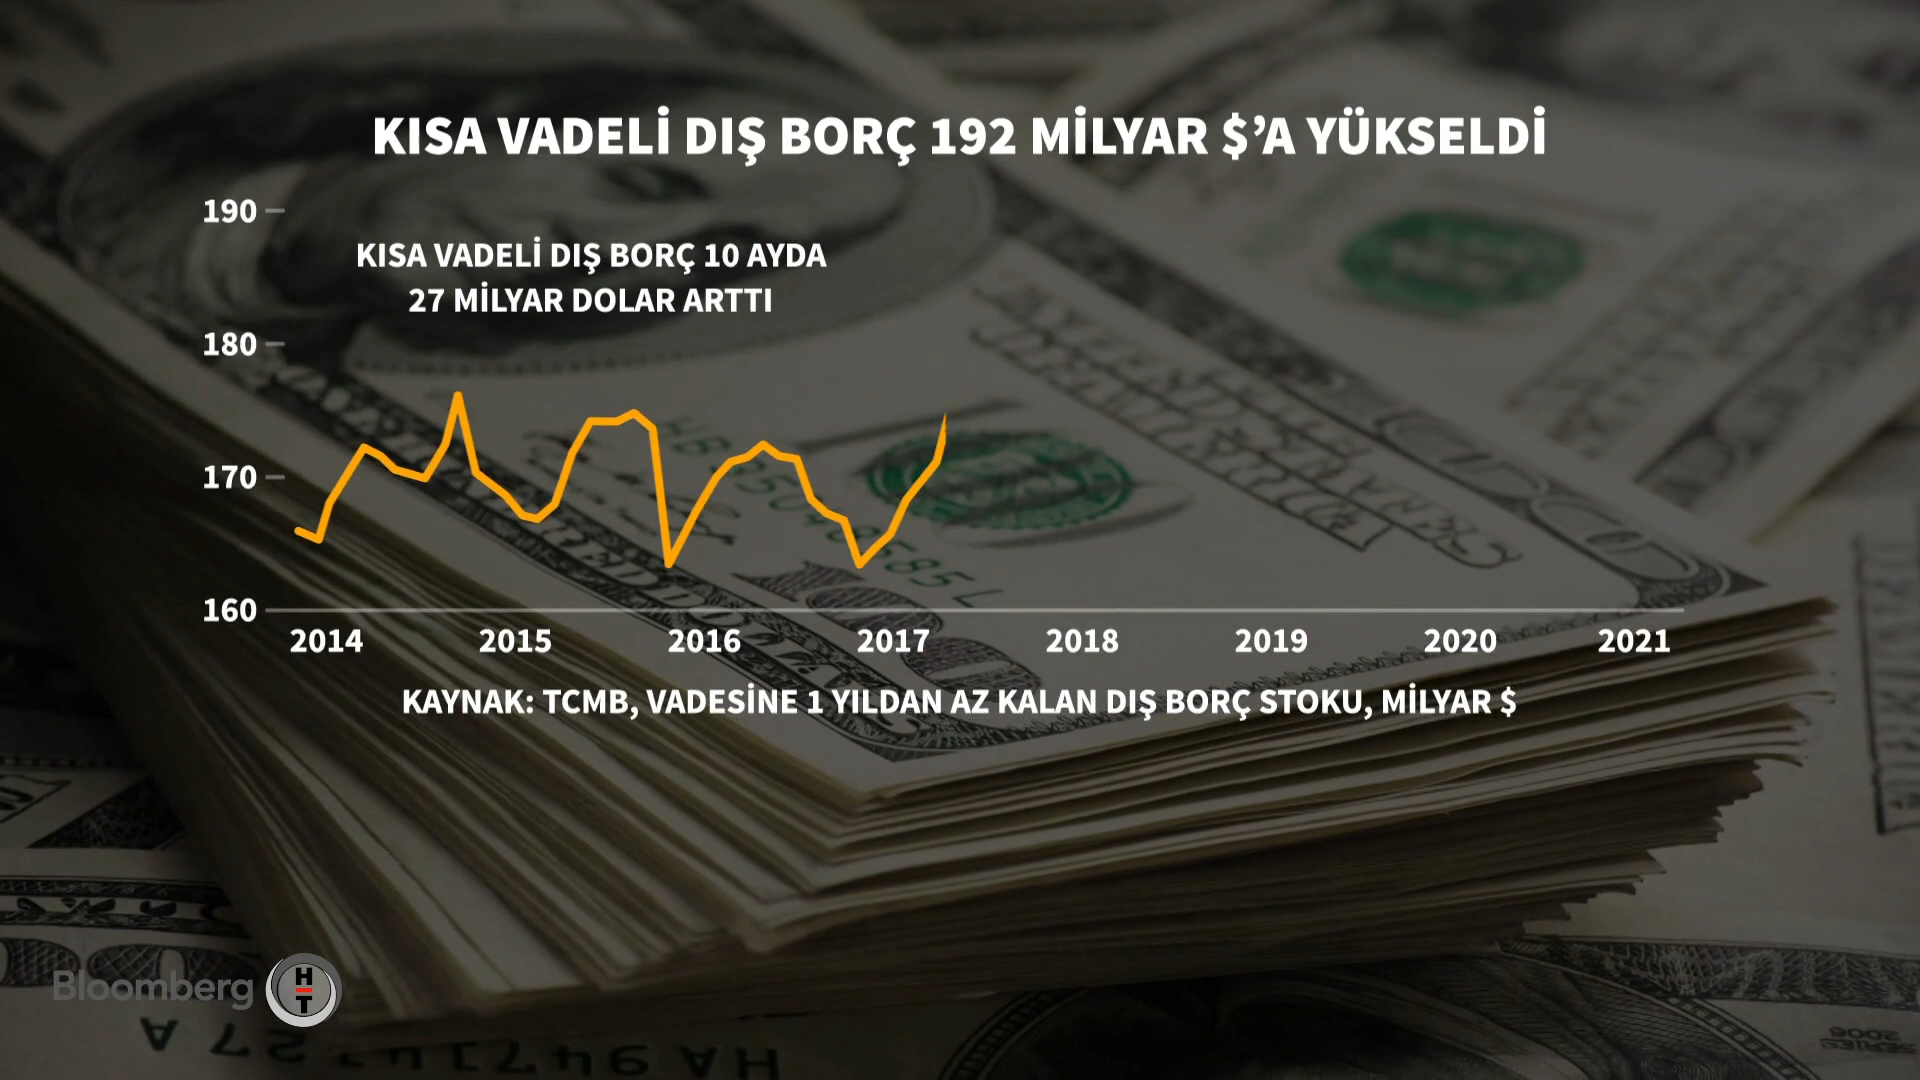 KISA VADELİ DIŞ BORÇ 192 MİLYAR $’A YÜKSELDİ
190
KISA VADELİ DIŞ BORÇ 10 AYDA
27 MİLYAR DOLAR ARTTI
180
170
160
2014 2015 2016 2017 2018 2019 2020 2021
KAYNAK: TCMB, VADESİNE 1 YILDAN AZ KALAN DIŞ BORÇ STOKU, MİLYAR $
Bloomberg HT